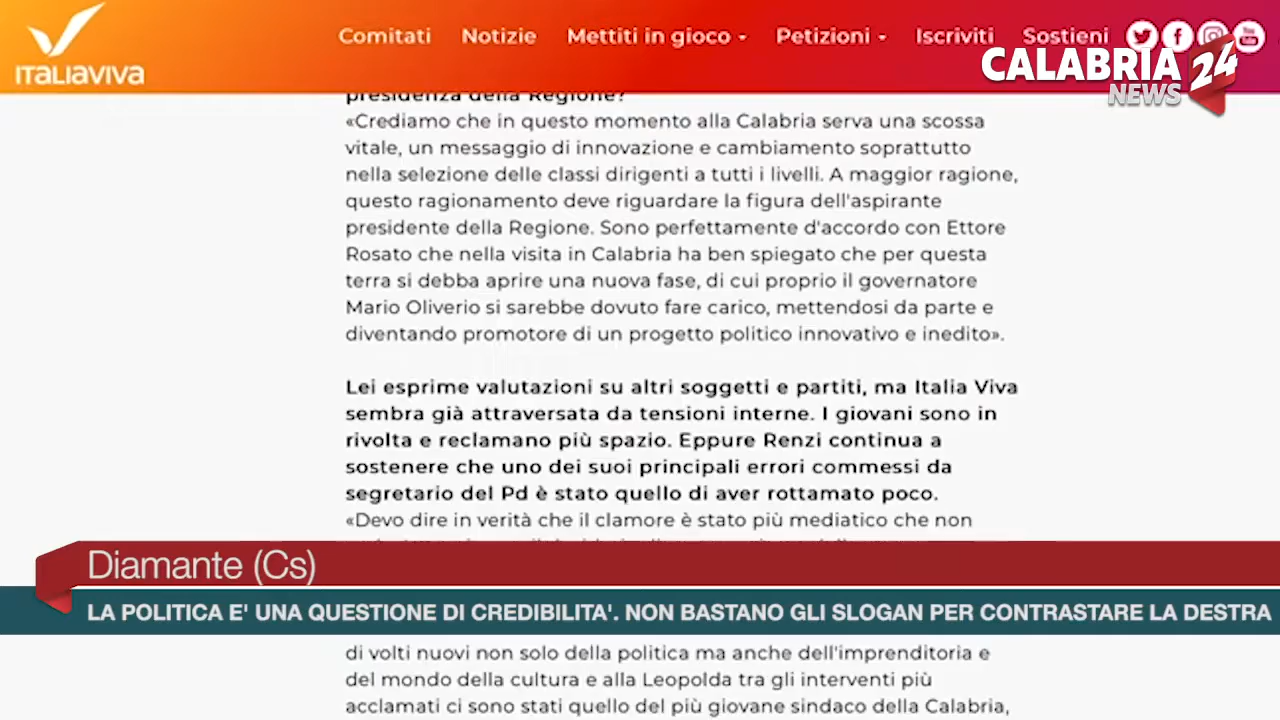 ITALIAVIVA
Comitati Notizie Mettiti in gioco Petizioni Iscriviti Sostieni
CALABRIA 24
NEWS
presidenza della Regione?
«Crediamo che in questo momento alla Calabria serva una scossa
vitale, un messaggio di innovazione e cambiamento soprattutto
nella selezione delle classi dirigenti a tutti i livelli. A maggior ragione,
questo ragionamento deve riguardare la figura dell'aspirante
presidente della Regione. Sono perfettamente d'accordo con Ettore
Rosato che nella visita in Calabria ha ben spiegato che per questa
terra si debba aprire una nuova fase, di cui proprio il governatore
Mario Oliverio si sarebbe dovuto fare carico, mettendosi da parte e
diventando promotore di un progetto politico innovativo e inedito».
Lei esprime valutazioni su altri soggetti e partiti, ma Italia Viva
sembra già attraversata da tensioni interne. I giovani sono in
rivolta e reclamano più spazio. Eppure Renzi continua a
sostenere che uno dei suoi principali errori commessi da
segretario del Pd è stato quello di aver rottamato poco.
«Devo dire in verità che il clamore è stato più mediatico che non
Diamante (Cs)
LA POLITICA E' UNA QUESTIONE DI CREDIBILITA'. NON BASTANO GLI SLOGAN PER CONTRASTARE LA DESTRA
di volti nuovi non solo della politica ma anche dell'imprenditoria e
del mondo della cultura e alla Leopolda tra gli interventi più
acclamati ci sono stati quello del più giovane sindaco della Calabria,